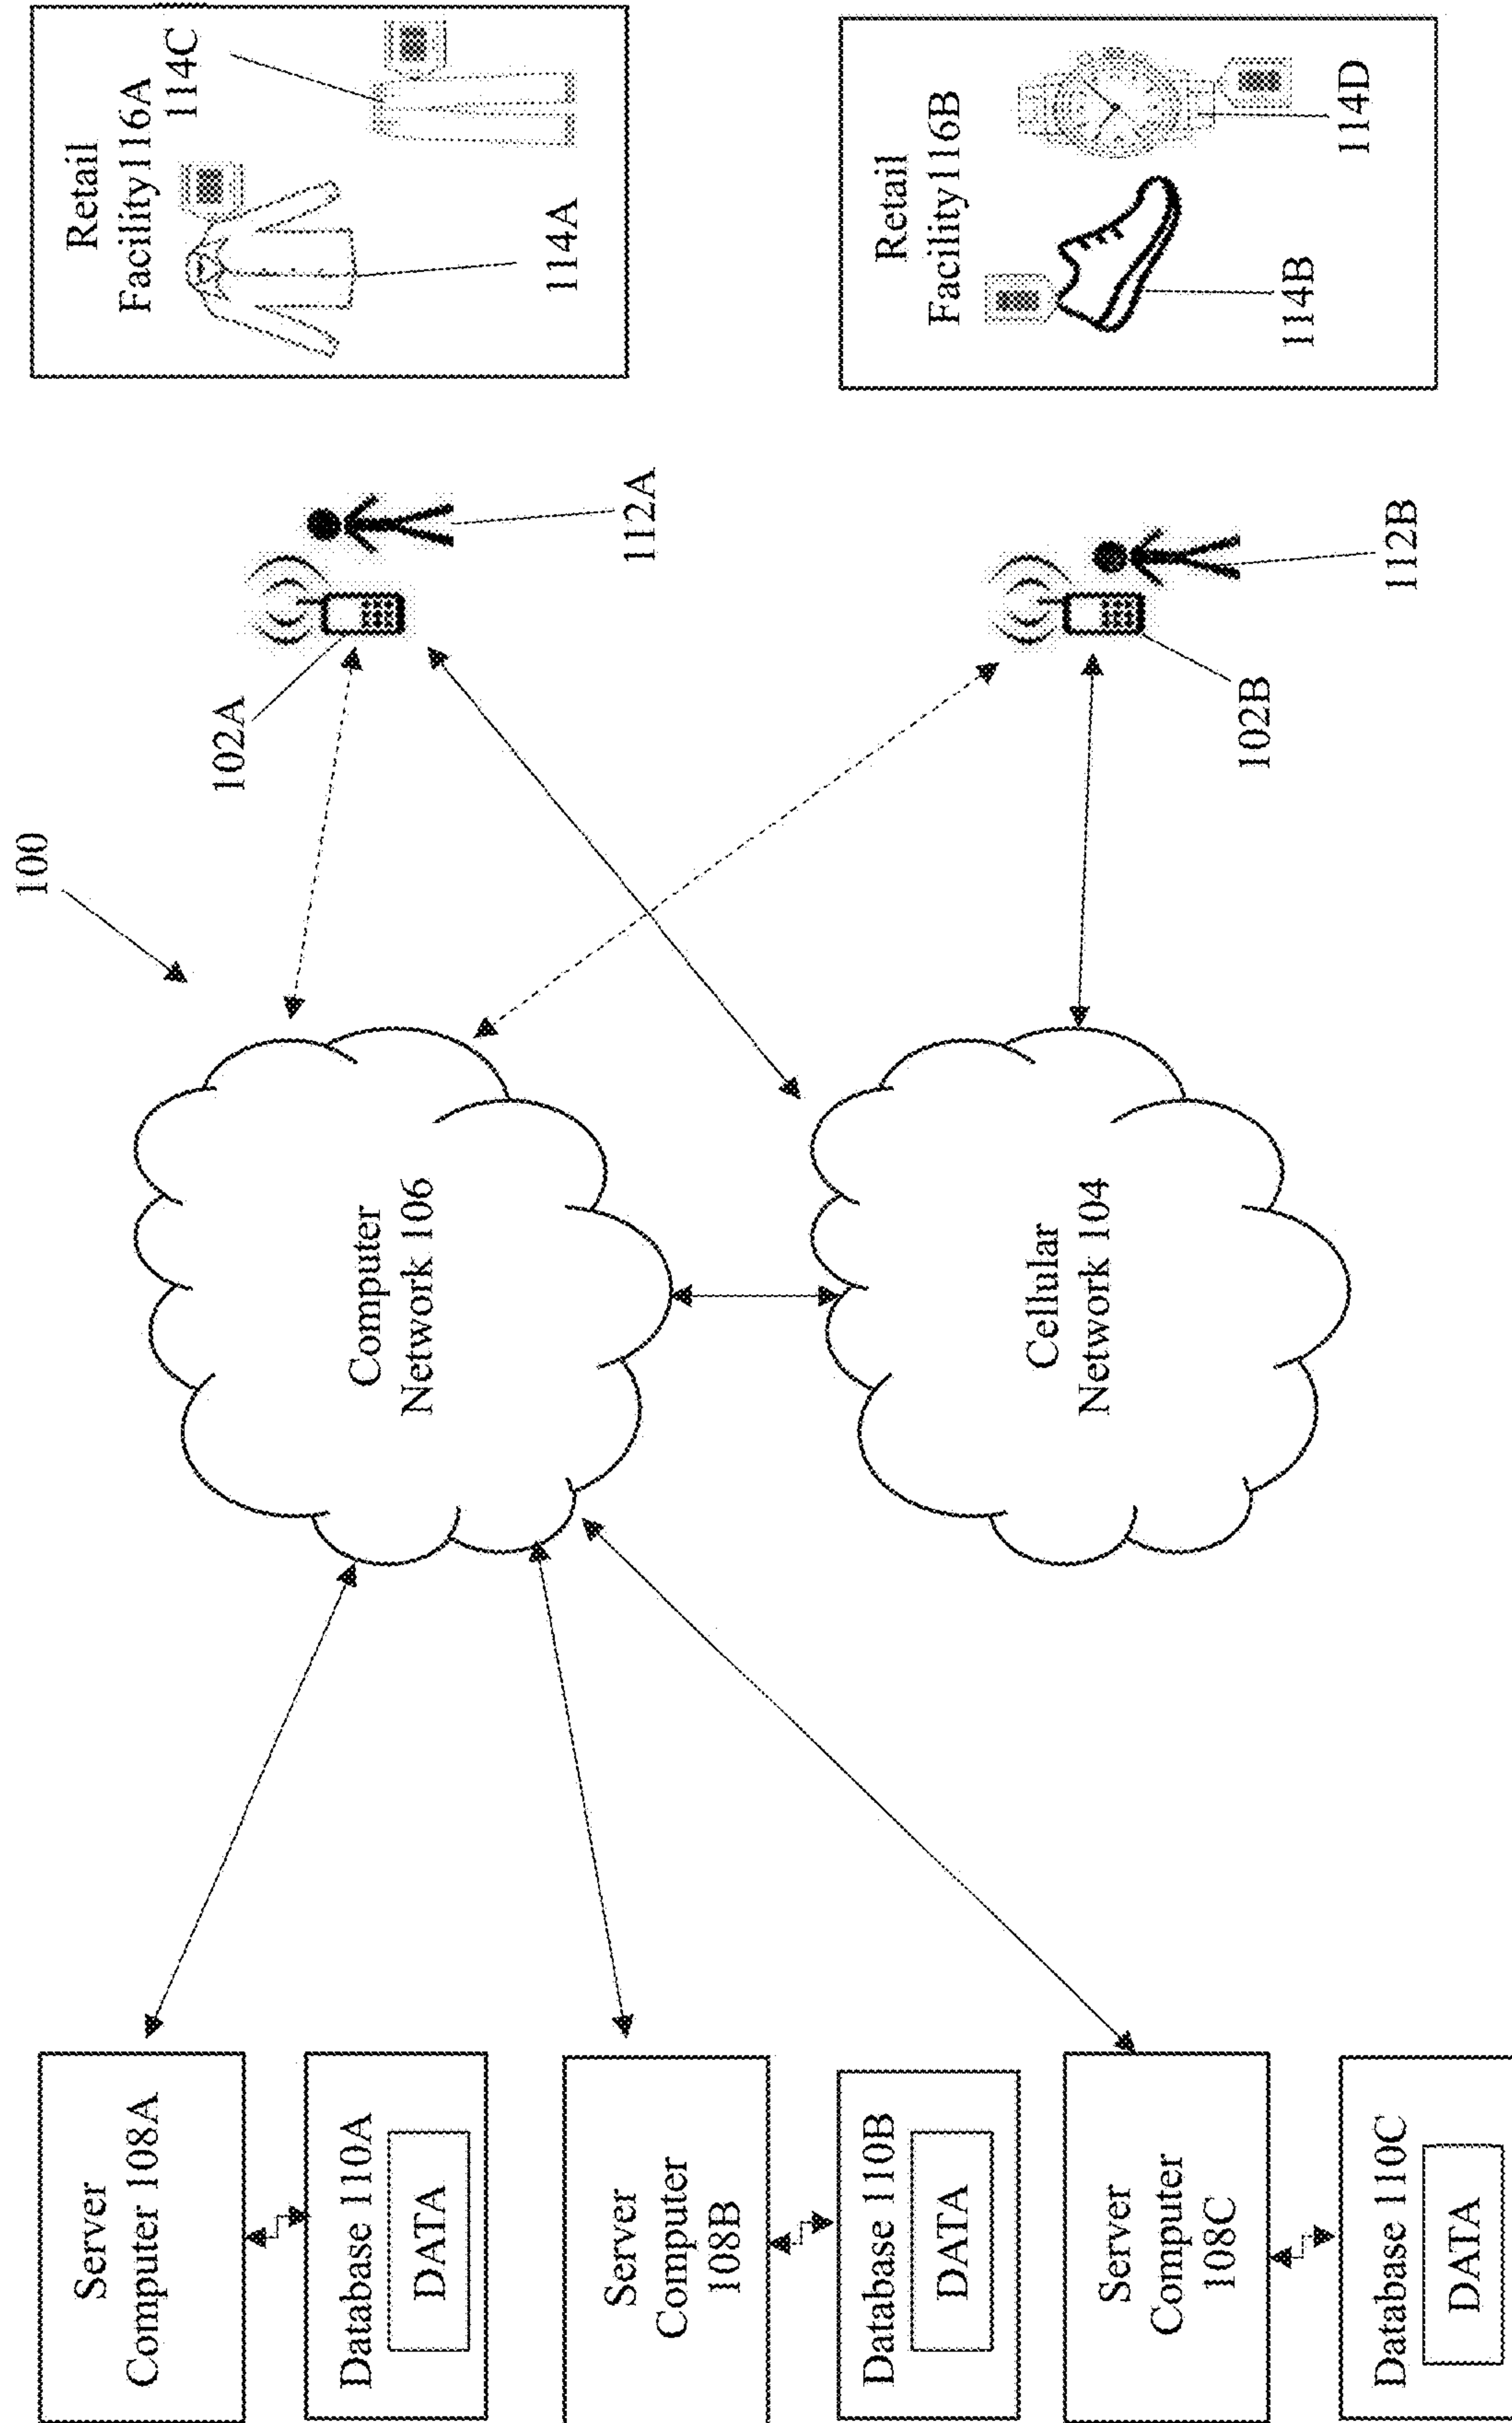 100
Server
Computer 108A
Database 110A
DATA
Server
Computer
108B
Database 110B
DATA
Server
Computer
108C
Database 110C
DATA
Computer
Network 106
Cellular
Network 104
102A
112A
102B
112B
Retail
Facility116A
114C
114A
Retail
Facility116B
114B
114D